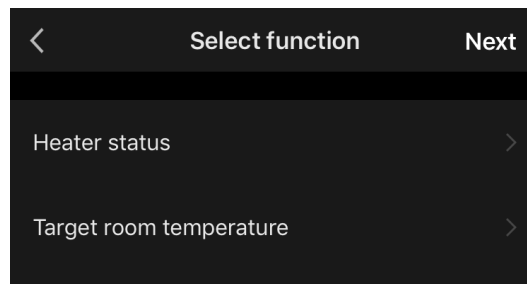 Select function
Next
Heater status
Target room temperature